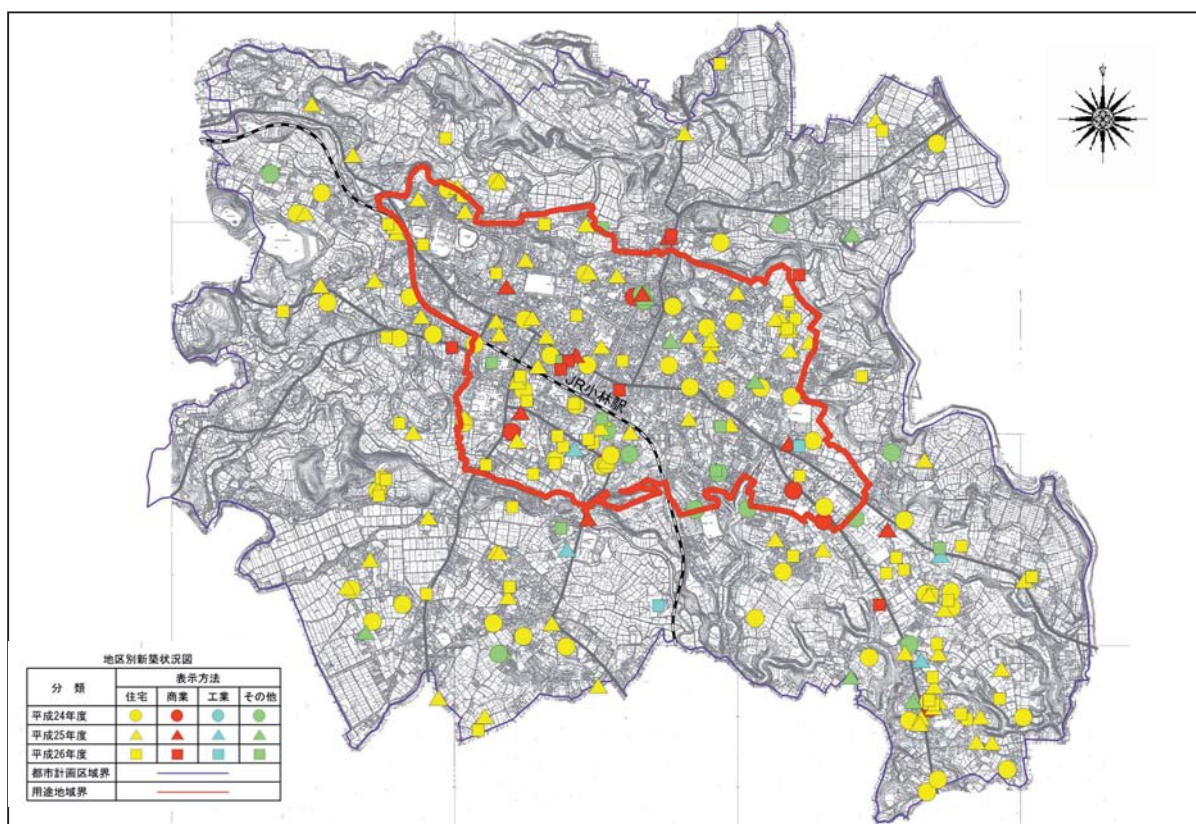 JR小林駅
地区別新築状況図
分類 表示方法
住宅 商業 工業 その他
平成24年度
平成25年度
平成26年度
都市計画区域界
用途地域界